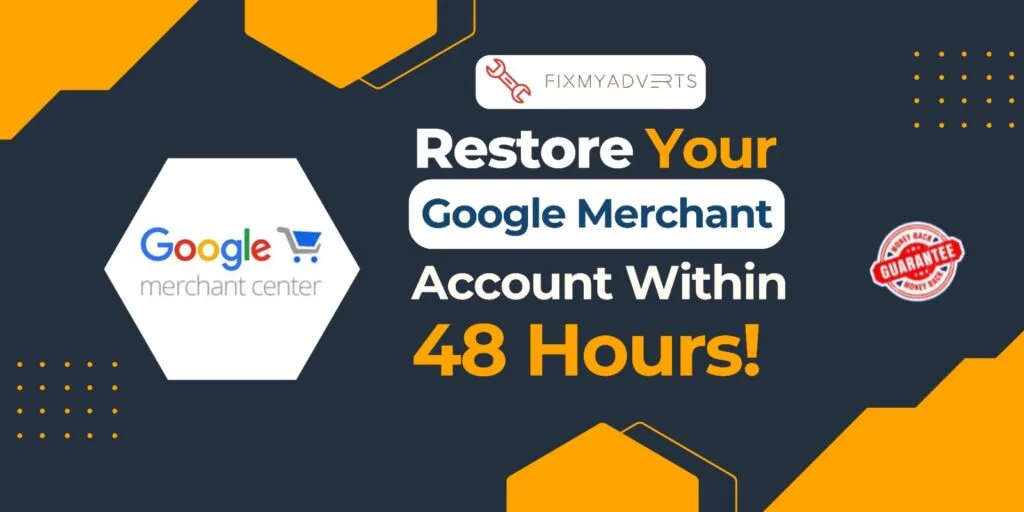 FIXMYADVERTS
Restore Your
Google Merchant
Account Within
48 Hours!
Google
merchant center
MONEY BACK
GUARANTEE
MONEY BACK